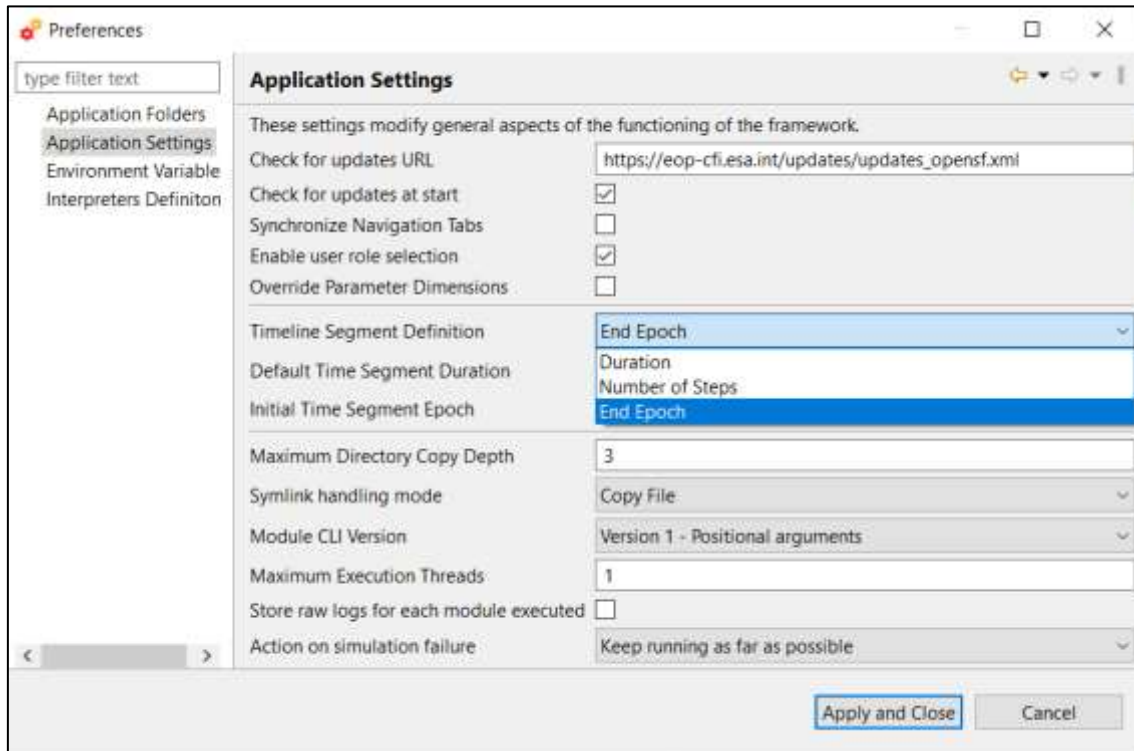 Preferences
type filter text
Application Folders
Application Settings
Environment Variable
Interpreters Definiton
Application Settings
These settings modify general aspects of the functioning of the framework.
Check for updates URL https://eop-cfi.esa.int/updates/updates_opensf.xml
Check for updates at start
Synchronize Navigation Tabs
Enable user role selection
Override Parameter Dimensions
Timeline Segment Definition End Epoch
Duration
Default Time Segment Duration
Number of Steps
Initial Time Segment Epoch End Epoch
Maximum Directory Copy Depth 3
Symlink handling mode Copy File
Module CLI Version Version 1 - Positional arguments
Maximum Execution Threads 1
Store raw logs for each module executed
Action on simulation failure Keep running as far as possible
Apply and Close Cancel